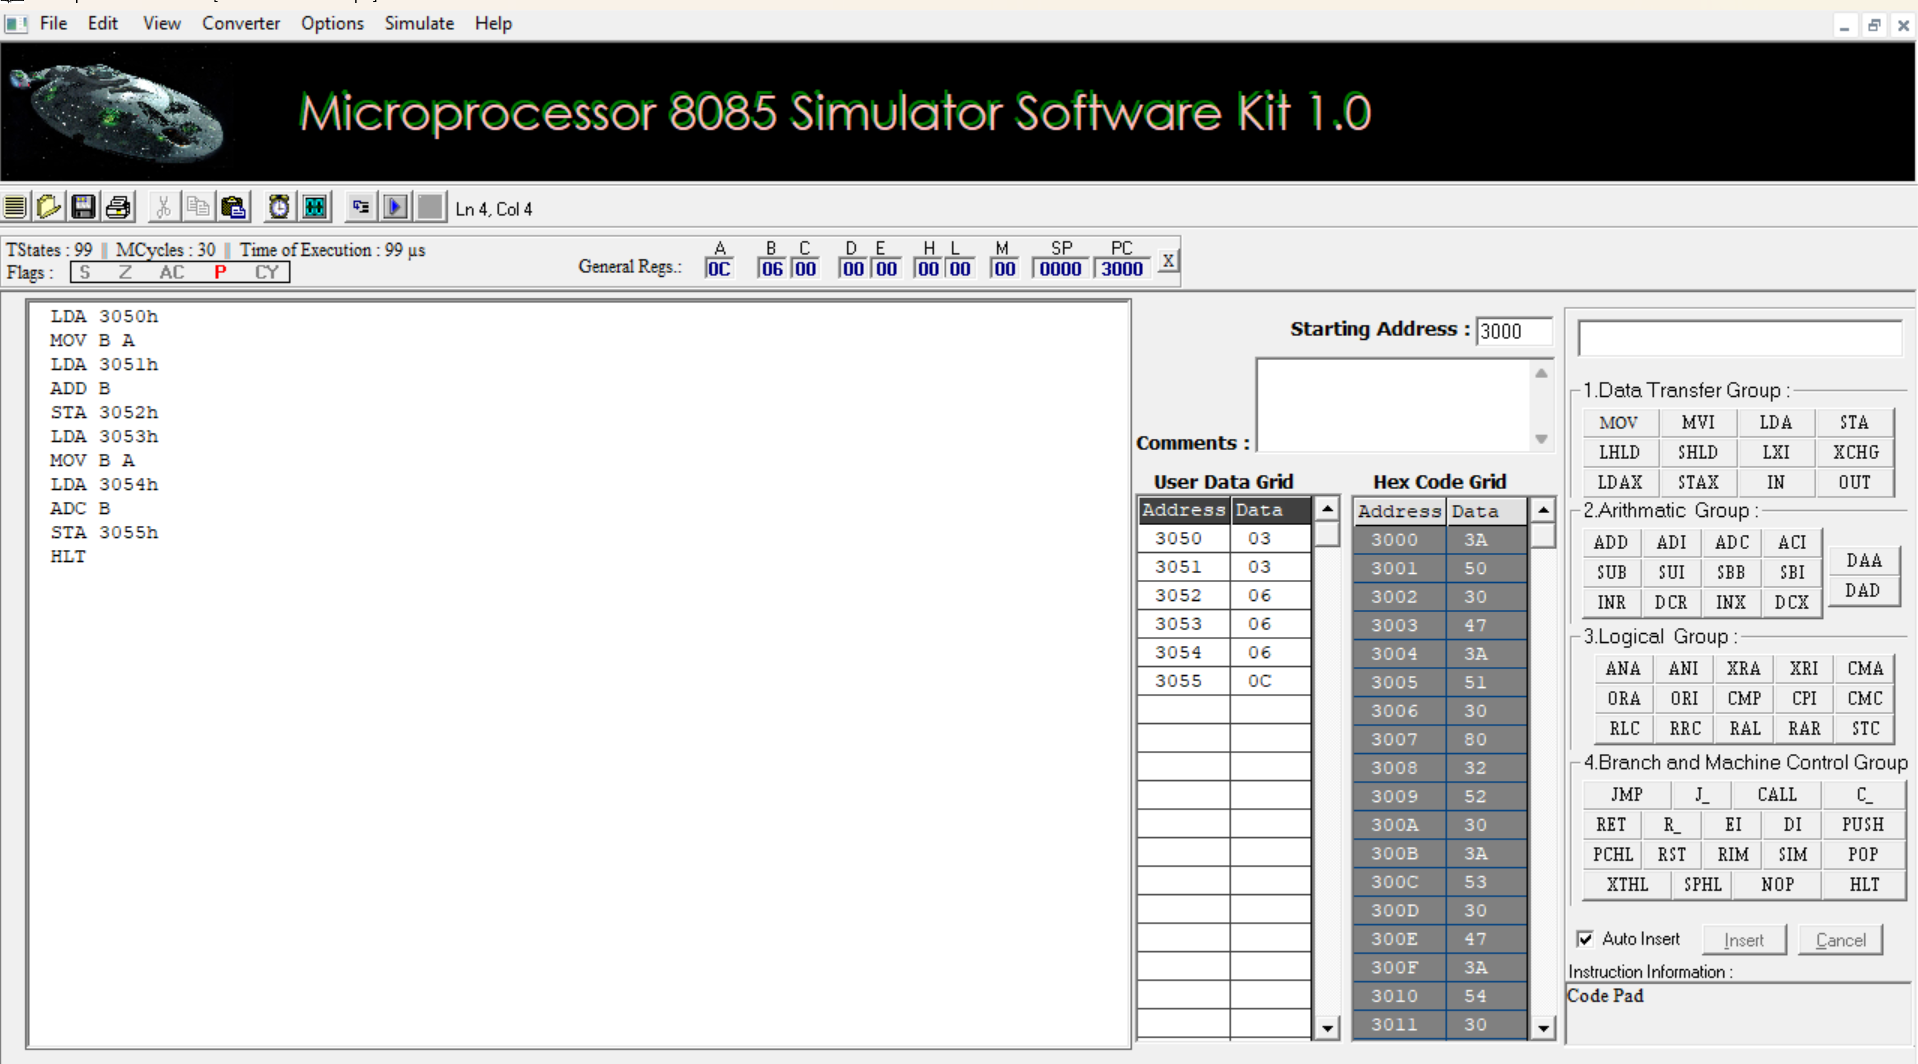 File Edit View Converter Options Simulate Help
Microprocessor 8085 Simulator Software Kit 1.0
Ln 4, Col 4
TStates : 99 || MCycles : 30 || Time of Execution : 99 µs
Flags : S Z AC P CY
General Regs.:
A B C D E H L M SP PC
0C 06 00 00 00 00 00 00 0000 3000 X
LDA 3050h
MOV B A
LDA 3051h
ADD B
STA 3052h
LDA 3053h
MOV B A
LDA 3054h
ADC B
STA 3055h
HLT
Starting Address : 3000
Comments :
User Data Grid
Address Data
3050 03
3051 03
3052 06
3053 06
3054 06
3055 0C
Hex Code Grid
Address Data
3000 3A
3001 50
3002 30
3003 47
3004 3A
3005 51
3006 30
3007 80
3008 32
3009 52
300A 30
300B 3A
300C 53
300D 30
300E 47
300F 3A
3010 54
3011 30
1.Data Transfer Group :
MOV MVI LDA STA
LHLD SHLD LXI XCHG
LDAX STAX IN OUT
2.Arithmatic Group :
ADD ADI ADC ACI
SUB SUI SBB SBI
INR DCR INX DCX
DAA
DAD
3.Logical Group :
ANA ANI XRA XRI CMA
ORA ORI CMP CPI CMC
RLC RRC RAL RAR STC
4.Branch and Machine Control Group
JMP J_ CALL C_
RET R_ EI DI PUSH
PCHL RST RIM SIM POP
XTHL SPHL NOP HLT
Auto Insert Insert Cancel
Instruction Information :
Code Pad